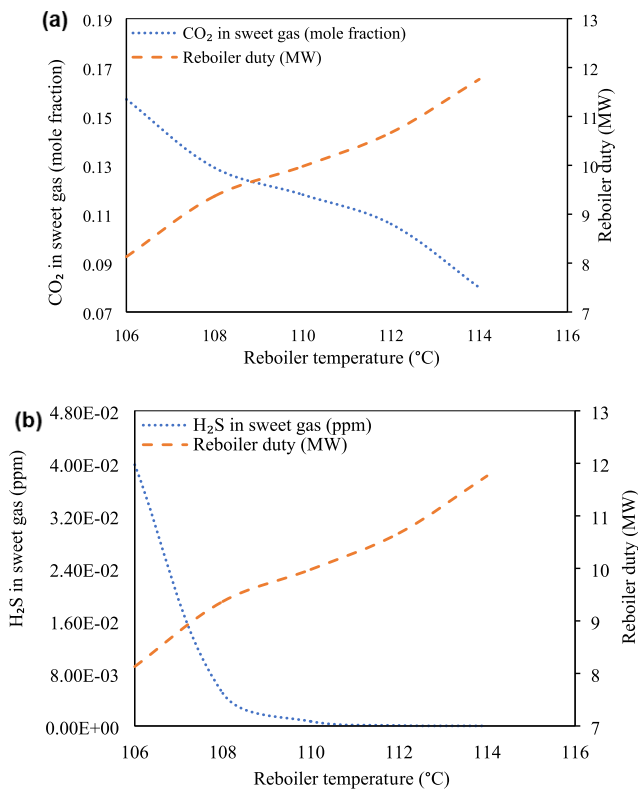 (a)
CO₂ in sweet gas (mole fraction)
Reboiler duty (MW)
0.19
0.17
0.15
0.13
0.11
0.09
0.07
CO₂ in sweet gas (mole fraction)
13
12
11
10
9
8
7
Reboiler duty (MW)
106 108 110 112 114 116
Reboiler temperature (°C)
(b)
H₂S in sweet gas (ppm)
Reboiler duty (MW)
4.80E-02
4.00E-02
3.20E-02
2.40E-02
1.60E-02
8.00E-03
0.00E+00
H₂S in sweet gas (ppm)
13
12
11
10
9
8
7
Reboiler duty (MW)
106 108 110 112 114 116
Reboiler temperature (°C)